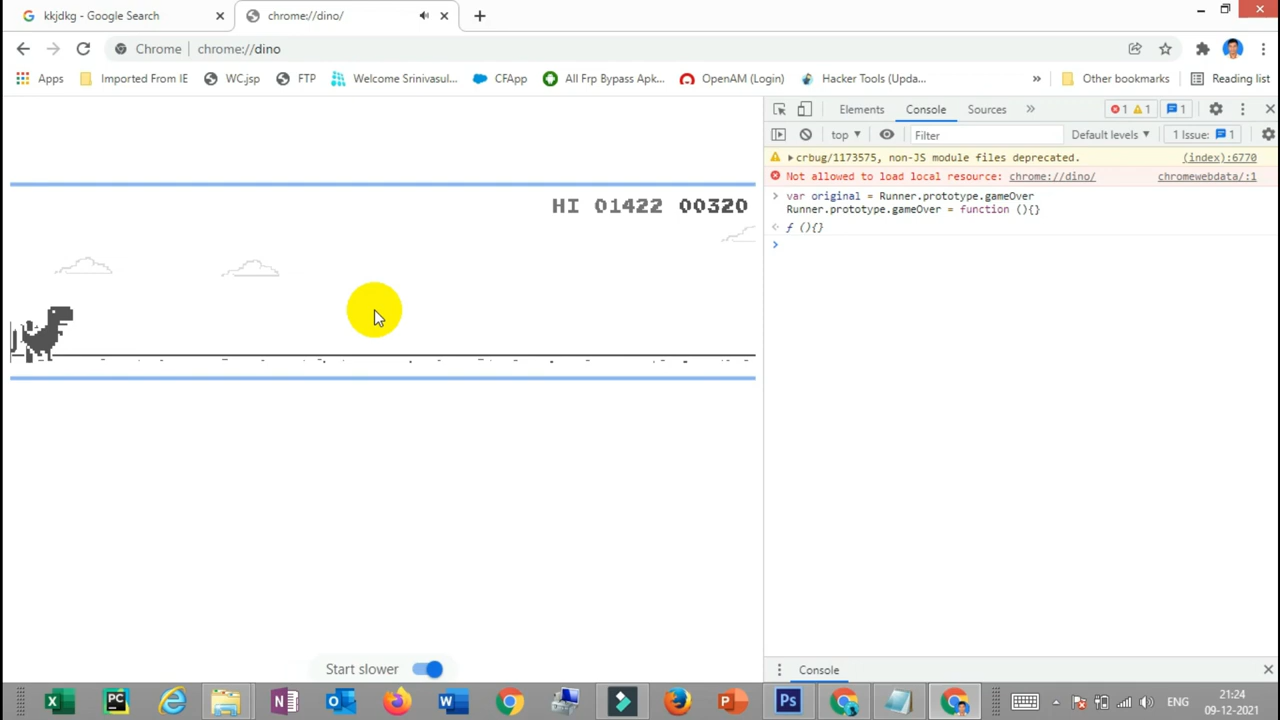 kkjdkg - Google Search
chrome://dino/
Chrome
chrome://dino
Apps
Imported From IE
WC.jsp
FTP
Welcome Srinivasul...
CFApp
All Frp Bypass Apk...
OpenAM (Login)
Hacker Tools (Upda...
»
Other bookmarks
Reading list
Elements
Console
Sources
»
1
1
1
top
Filter
Default levels
1 Issue:
1
crbug/1173575, non-JS module files deprecated.
(index):6770
Not allowed to load local resource: chrome://dino/
chromewebdata/:1
var original = Runner.prototype.gameOver
Runner.prototype.gameOver = function (){}
ƒ (){}
HI 01422 00320
Start slower
Console
ENG
21:24
09-12-2021